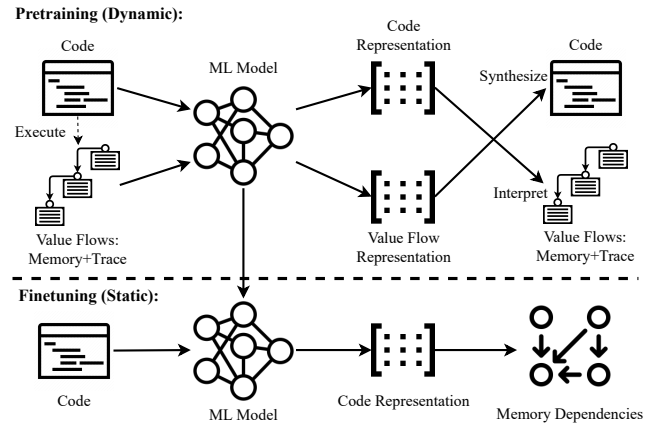 Pretraining (Dynamic):
Code
Execute
Value Flows:
Memory+Trace
ML Model
Code
Representation
Value Flow
Representation
Synthesize
Interpret
Code
Value Flows:
Memory+Trace
Finetuning (Static):
Code
ML Model
Code Representation
Memory Dependencies